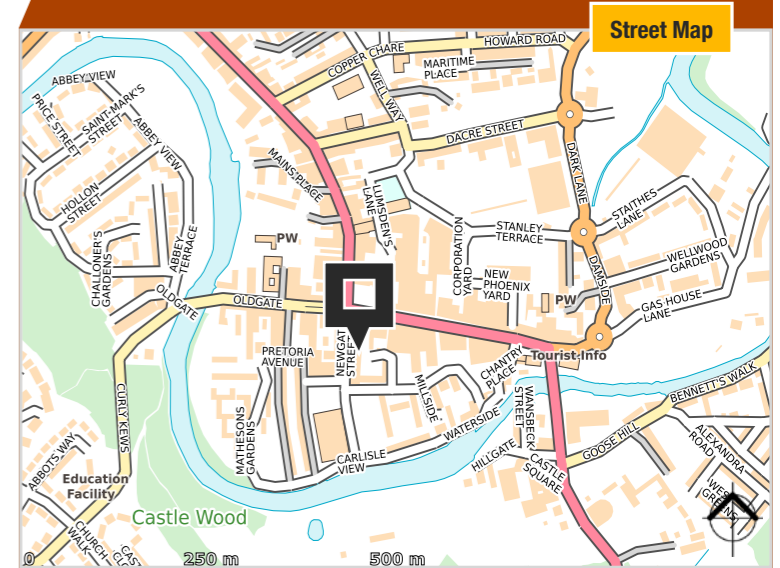 Street Map
HOWARD ROAD
COPPER CHARE
MARITIME
PLACE
WELL WAY
ABBEY VIEW
PRICE STREET
SAINT-MARK'S
STREET
ABBEY VIEW
DACRE STREET
MAINS PLACE
DARK LANE
HOLLON
STREET
LUMSDEN'S
LANE
STAITHES
LANE
STANLEY
TERRACE
CORPORATION
YARD
CHALLONER'S
GARDENS
ABBEY
TERRACE
PW
WELLWOOD
GARDENS
DAMSIDE
NEW
PHOENIX
YARD
PW
GAS HOUSE
LANE
OLDGATE
OLDGATE
PRETORIA
AVENUE
STREET
CHANTRY
PLACE
Tourist-Info
BENNETT'S WALK
CURLY KEWS
MILLSIDE
WANSBECK
STREET
MATHESONS
GARDENS
WATERSIDE
GOOSE HILL
ALEXANDRA
ROAD
HILLGATE
CASTLE
SQUARE
CARLISLE
VIEW
ABBOTS WAY
Education
Facility
Castle Wood
CHURCH
WALK
0
250 m
500 m